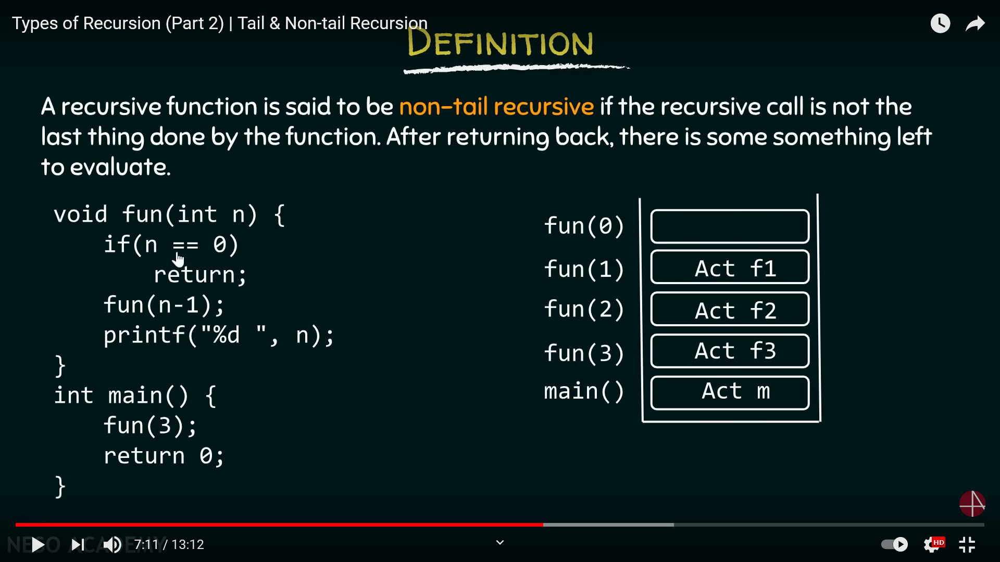 Types of Recursion (Part 2) | Tail & Non-tail Recursion
DEFINITION
A recursive function is said to be non-tail recursive if the recursive call is not the
last thing done by the function. After returning back, there is some something left
to evaluate.
void fun(int n) {
if(n == 0)
return;
fun(n-1);
printf("%d ", n);
}
int main() {
fun(3);
return 0;
}
fun(0)
fun(1) Act f1
fun(2) Act f2
fun(3) Act f3
main() Act m
NESO ACADEMY
7:11 / 13:12
HD